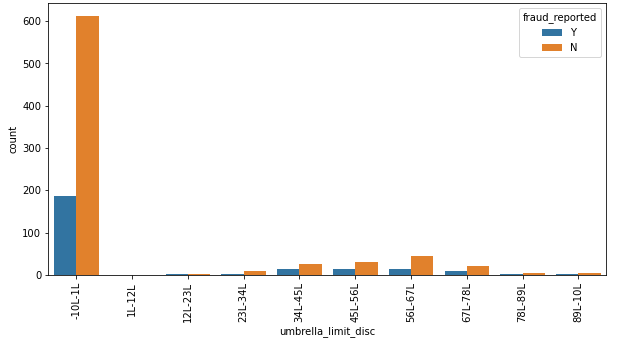 fraud_reported
Y
N
600
500
400
300
200
100
0
count
-10L-1L
1L-12L
12L-23L
23L-34L
34L-45L
45L-56L
56L-67L
67L-78L
78L-89L
89L-10L
umbrella_limit_disc